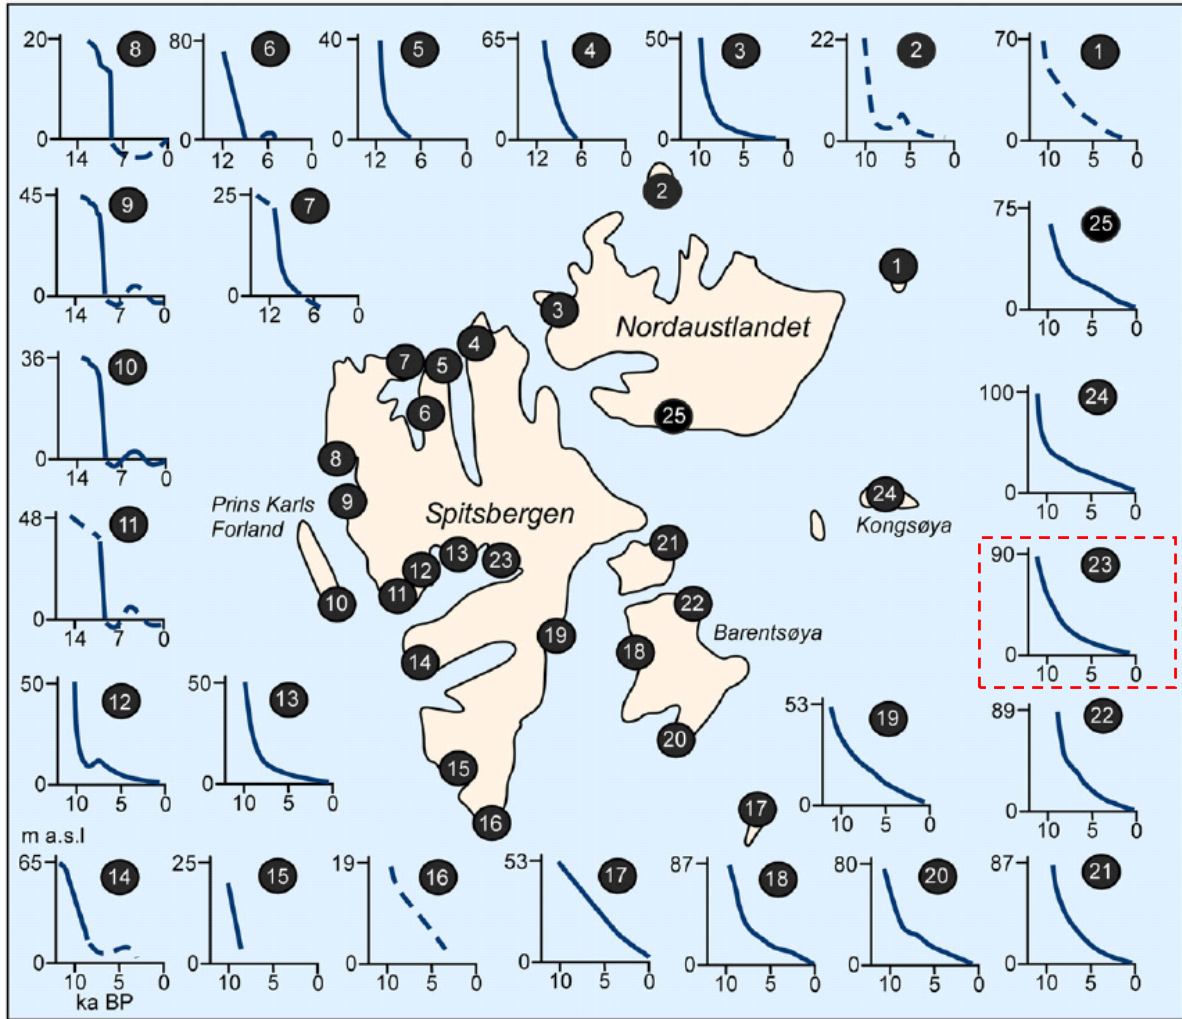 20 8 80 6 40 5 65 4 50 3 22 2 70 1
0 0 0 0 0 0 0
14 7 0 12 6 0 12 6 0 12 6 0 10 5 0 10 5 0 10 5 0
45 9 25 7 2 75 25
0 0 1 0
14 7 0 12 6 0 10 5 0
3
Nordaustlandet
4
36 10 7 5 100 24
6 25
0 0
14 7 0 8 10 5 0
Prins Karls
Forland
9 Spitsbergen 24
Kongsøya
48 11 13 23 21 90 23
12
0 11 10 22 0
14 7 0 10 5 0
14 19 18 Barentsøya
50 12 50 13 53 19 89 22
20
0 0 15 0 0
10 5 0 10 5 0 16 17 10 5 0 10 5 0
m a.s.l
65 14 25 15 19 16 53 17 87 18 80 20 87 21
0 0 0 0 0 0 0
10 5 0 10 5 0 10 5 0 10 5 0 10 5 0 10 5 0 10 5 0
ka BP